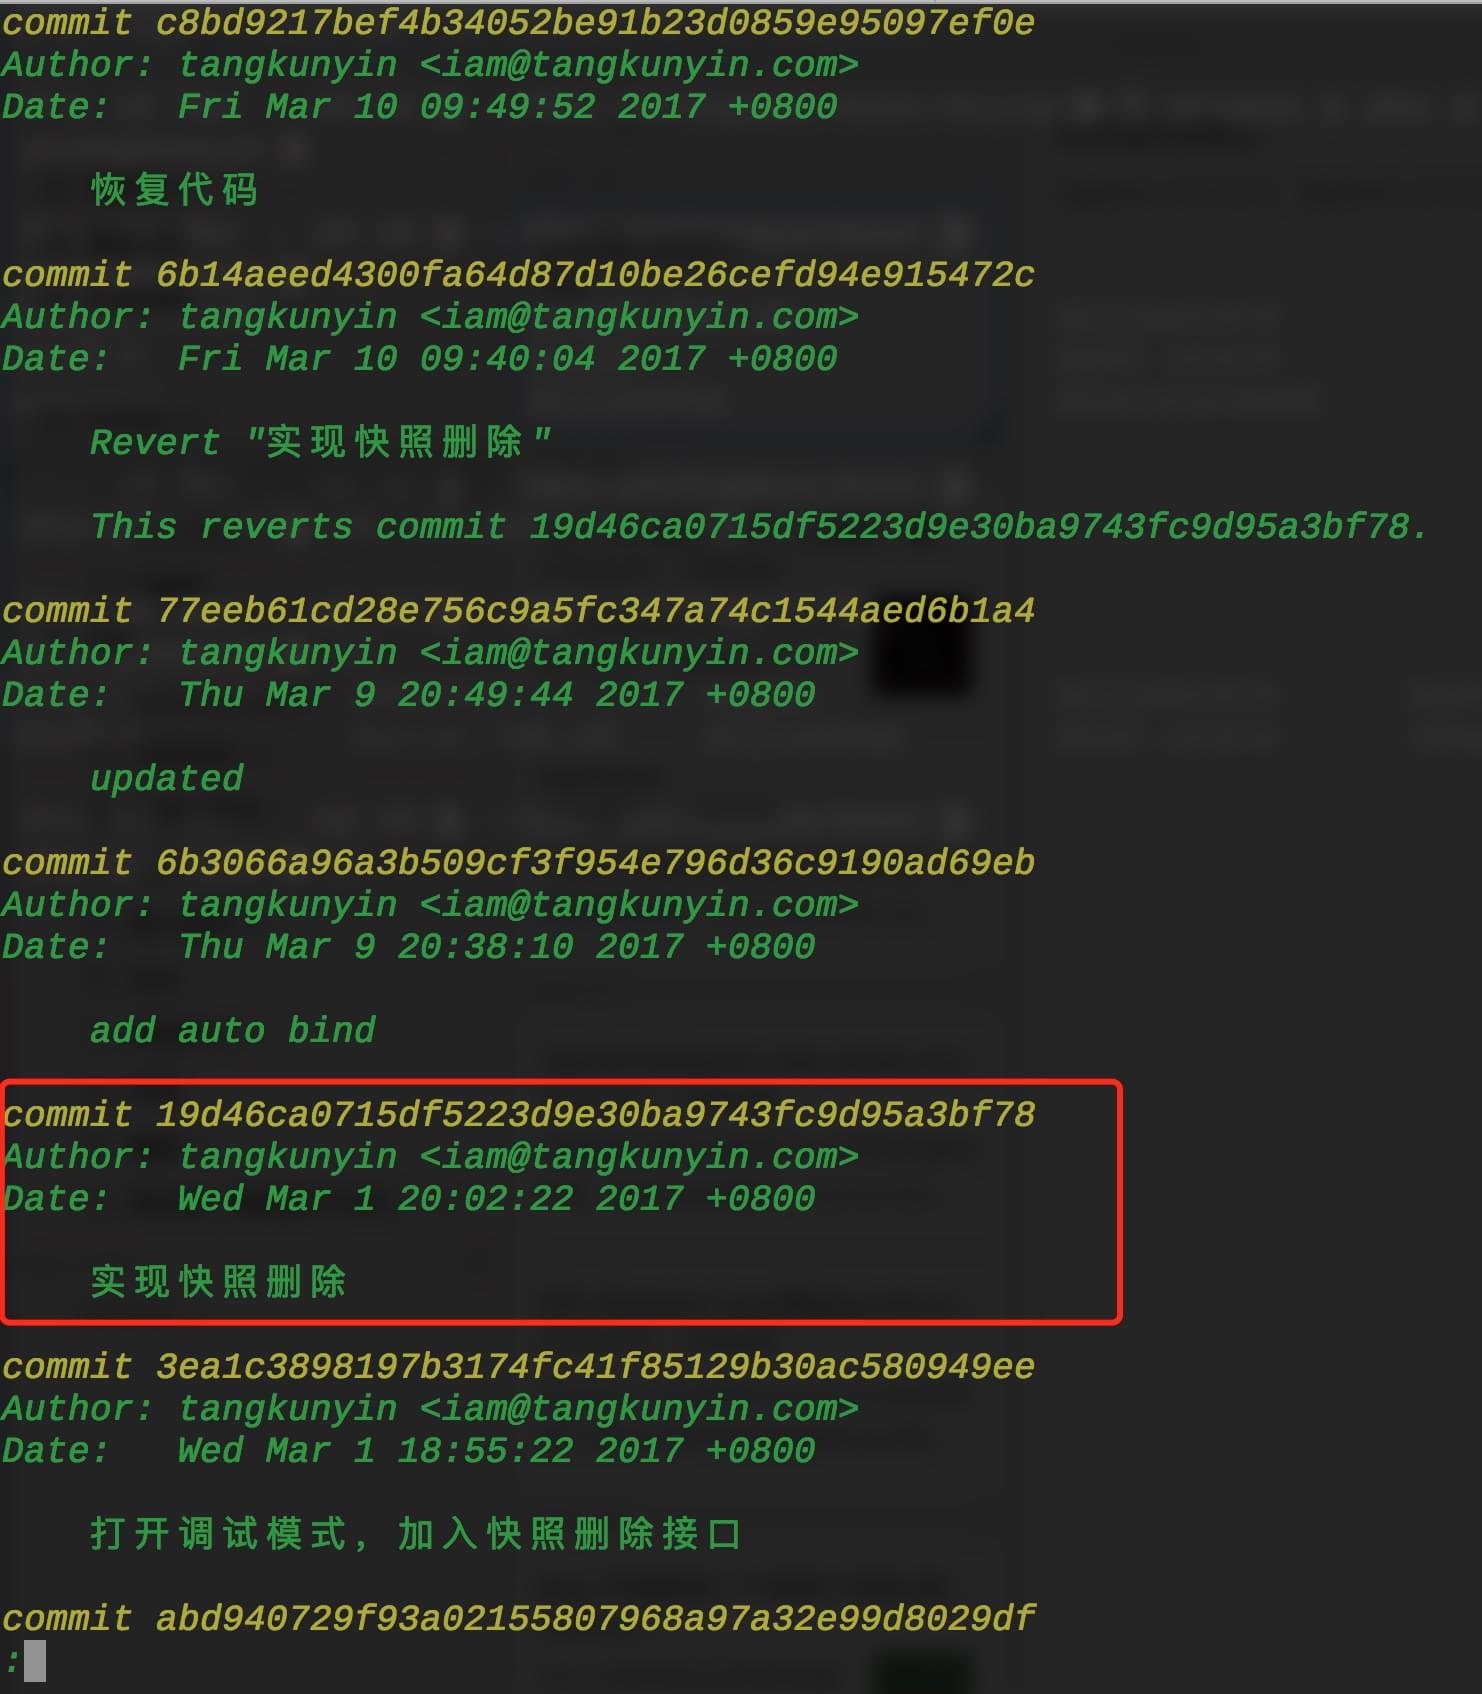 commit c8bd9217bef4b34052be91b23d0859e95097ef0e
Author: tangkunyin <iam@tangkunyin.com>
Date:   Fri Mar 10 09:49:52 2017 +0800
恢复代码
commit 6b14aeed4300fa64d87d10be26cefd94e915472c
Author: tangkunyin <iam@tangkunyin.com>
Date:   Fri Mar 10 09:40:04 2017 +0800
Revert "实现快照删除"
This reverts commit 19d46ca0715df5223d9e30ba9743fc9d95a3bf78.
commit 77eeb61cd28e756c9a5fc347a74c1544aed6b1a4
Author: tangkunyin <iam@tangkunyin.com>
Date:   Thu Mar 9 20:49:44 2017 +0800
updated
commit 6b3066a96a3b509cf3f954e796d36c9190ad69eb
Author: tangkunyin <iam@tangkunyin.com>
Date:   Thu Mar 9 20:38:10 2017 +0800
add auto bind
commit 19d46ca0715df5223d9e30ba9743fc9d95a3bf78
Author: tangkunyin <iam@tangkunyin.com>
Date:   Wed Mar 1 20:02:22 2017 +0800
实现快照删除
commit 3ea1c3898197b3174fc41f85129b30ac580949ee
Author: tangkunyin <iam@tangkunyin.com>
Date:   Wed Mar 1 18:55:22 2017 +0800
打开调试模式，加入快照删除接口
commit abd940729f93a02155807968a97a32e99d8029df
: